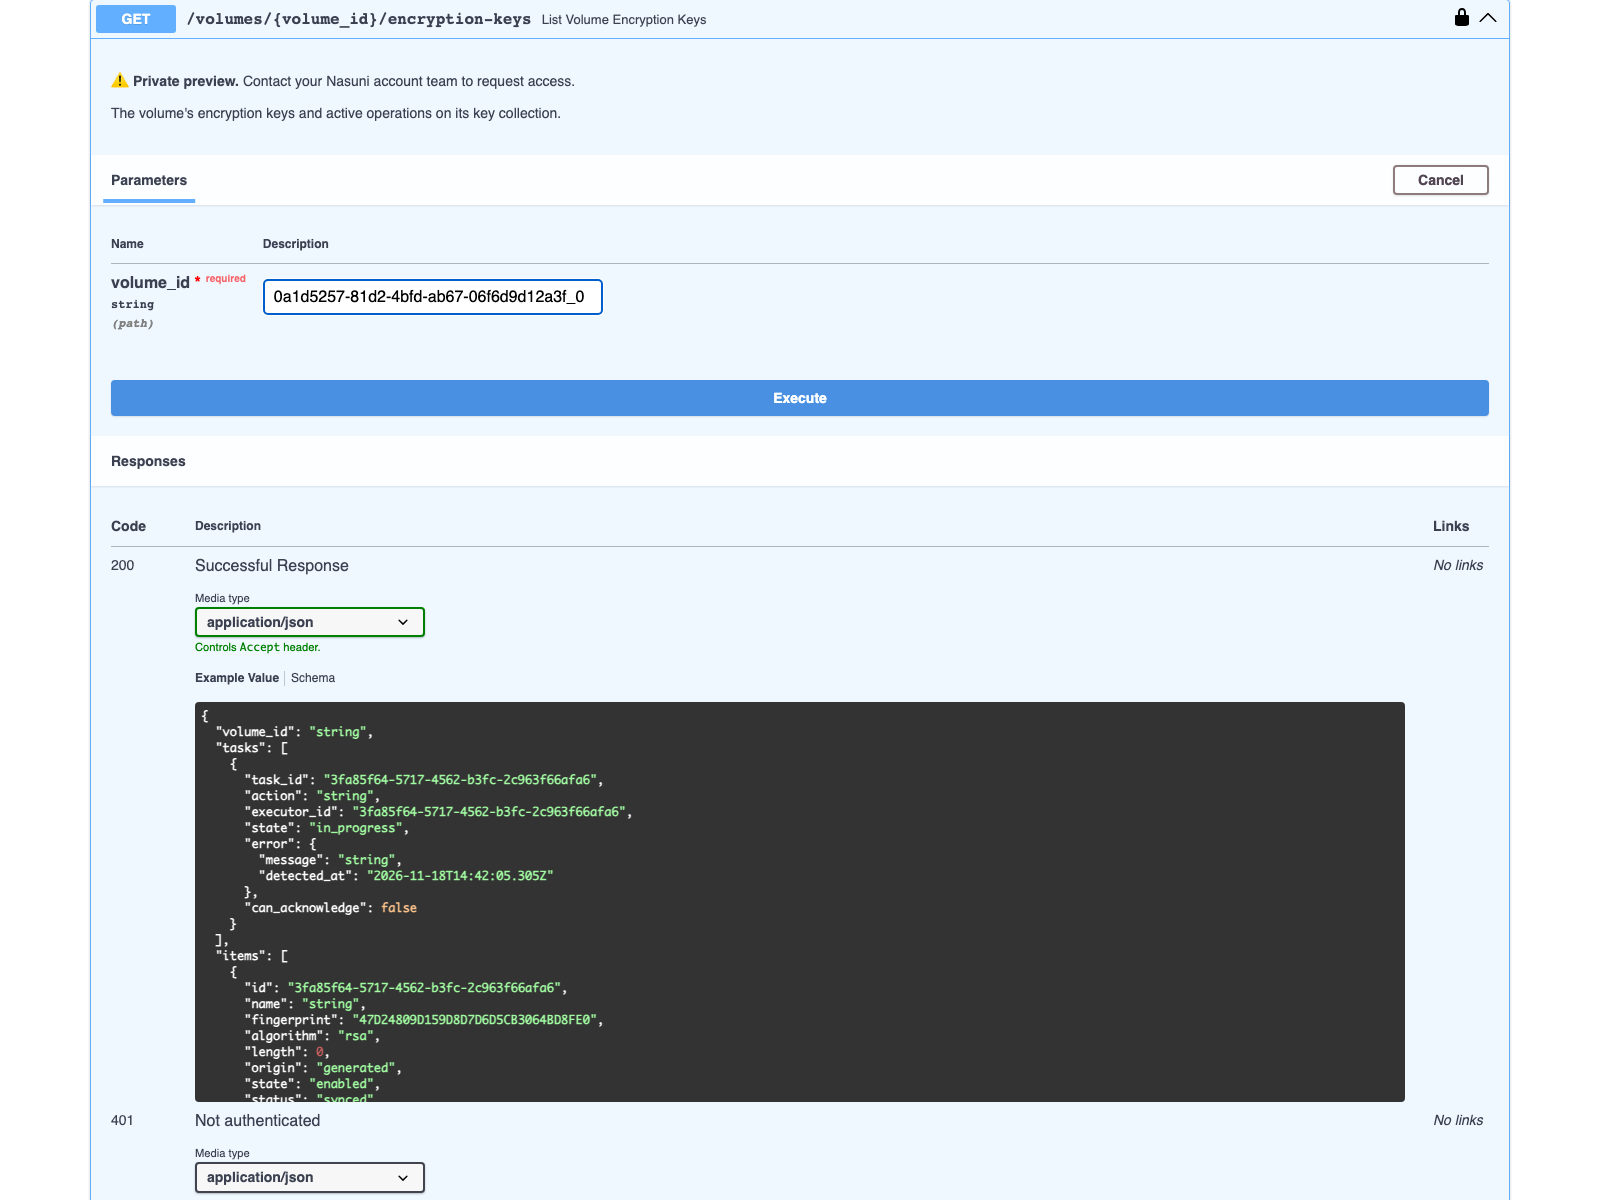 GET /volumes/{volume_id}/encryption-keys List Volume Encryption Keys
Private preview. Contact your Nasuni account team to request access.
The volume's encryption keys and active operations on its key collection.
Parameters
Cancel
Name Description
volume_id * required
string
(path)
0a1d5257-81d2-4bfd-ab67-06f6d9d12a3f_0
Execute
Responses
Code Description Links
200 Successful Response No links
Media type
application/json
Controls Accept header.
Example Value Schema
{
"volume_id": "string",
"tasks": [
{
"task_id": "3fa85f64-5717-4562-b3fc-2c963f66afa6",
"action": "string",
"executor_id": "3fa85f64-5717-4562-b3fc-2c963f66afa6",
"state": "in_progress",
"error": {
"message": "string",
"detected_at": "2026-11-18T14:42:05.305Z"
},
"can_acknowledge": false
}
],
"items": [
{
"id": "3fa85f64-5717-4562-b3fc-2c963f66afa6",
"name": "string",
"fingerprint": "47D24809D159D8D7D6D5CB3064BD8FE0",
"algorithm": "rsa",
"length": 0,
"origin": "generated",
"state": "enabled",
"status": "synced"
401 Not authenticated No links
Media type
application/json